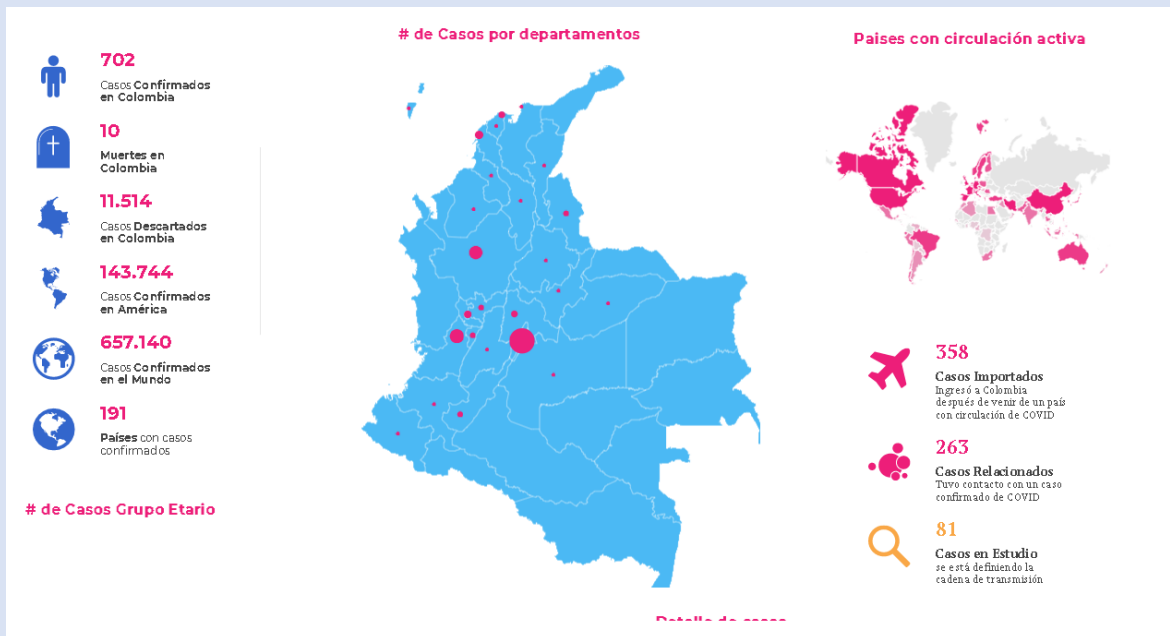 # de Casos por departamentos
Paises con circulación activa
702
Casos Confirmados
en Colombia
10
Muertes en
Colombia
11.514
Casos Descartados
en Colombia
143.744
Casos Confirmados
en América
657.140
Casos Confirmados
en el Mundo
191
Países con casos
confirmados
# de Casos Grupo Etario
358
Casos Importados
Ingresó a Colombia
después de venir de un país
con circulación de COVID
263
Casos Relacionados
Tuvo contacto con un caso
confirmado de COVID
81
Casos en Estudio
se está definiendo la
cadena de transmisión
Detalle de casos